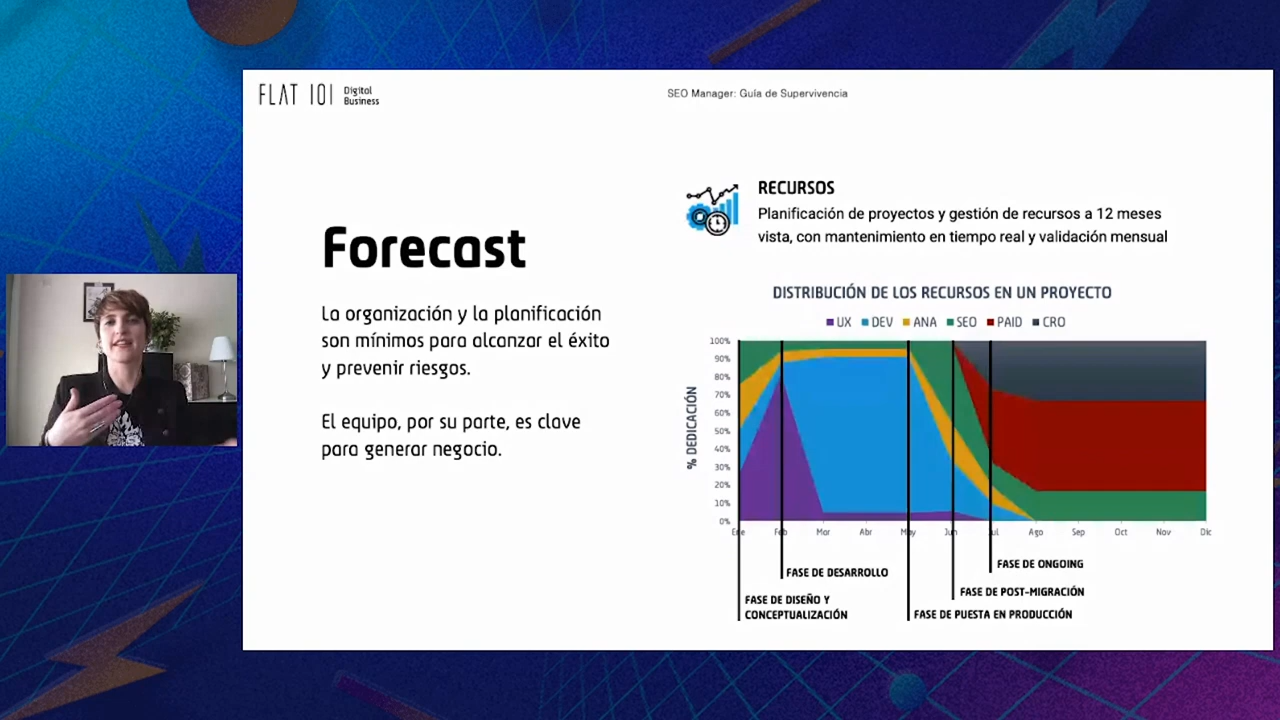 FLAT 101
Digital
Business
SEO Manager: Guía de Supervivencia
Forecast
La organización y la planificación
son mínimos para alcanzar el éxito
y prevenir riesgos.
El equipo, por su parte, es clave
para generar negocio.
RECURSOS
Planificación de proyectos y gestión de recursos a 12 meses
vista, con mantenimiento en tiempo real y validación mensual
DISTRIBUCIÓN DE LOS RECURSOS EN UN PROYECTO
UX DEV ANA SEO PAID CRO
% DEDICACIÓN
100%
90%
80%
70%
60%
50%
40%
30%
20%
10%
0%
Ene Feb Mar Abr May Jun Jul Ago Sep Oct Nov Dic
FASE DE ONGOING
FASE DE DESARROLLO
FASE DE POST-MIGRACIÓN
FASE DE DISEÑO Y
CONCEPTUALIZACIÓN
FASE DE PUESTA EN PRODUCCIÓN